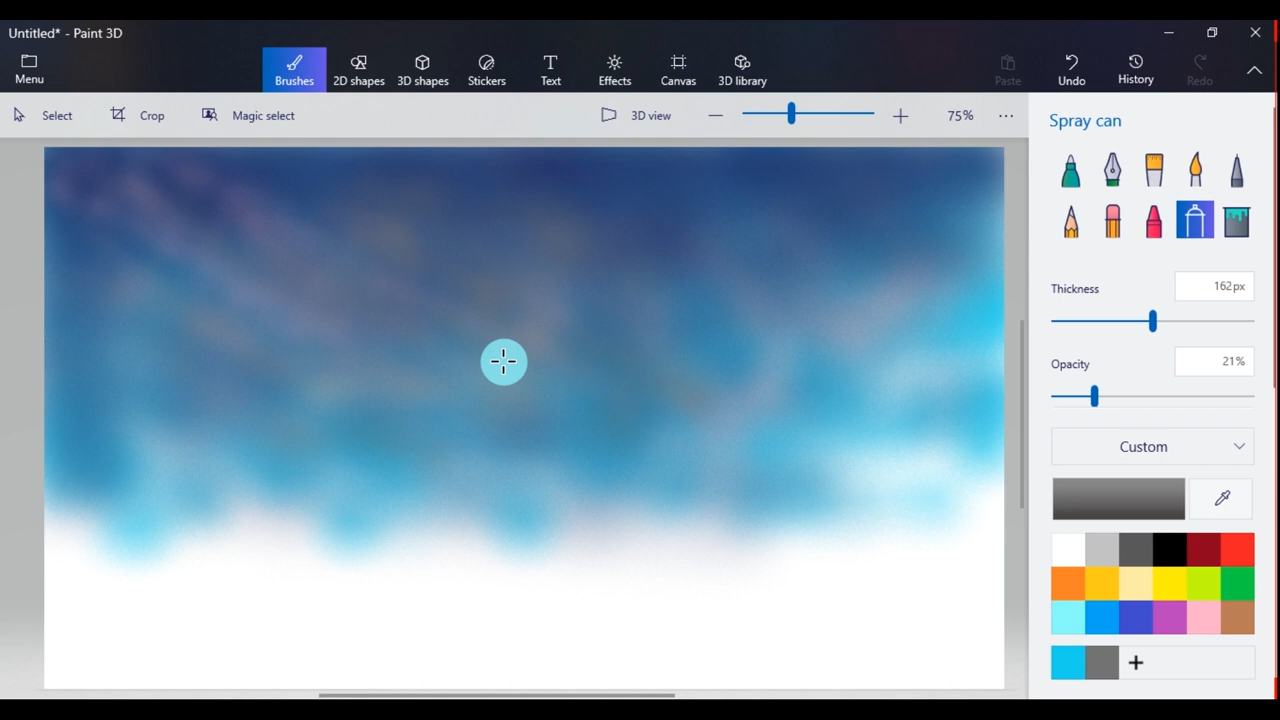 Untitled* - Paint 3D
Menu
Brushes
2D shapes
3D shapes
Stickers
Text
Effects
Canvas
3D library
Paste
Undo
History
Redo
Select
Crop
Magic select
3D view
75%
Spray can
Thickness
162px
Opacity
21%
Custom